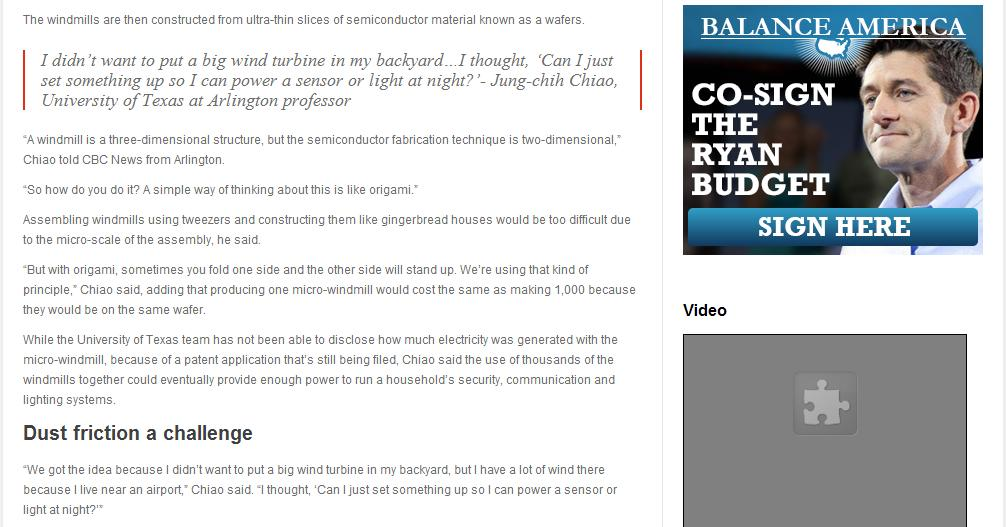 The windmills are then constructed from ultra-thin slices of semiconductor material known as a wafers.
I didn’t want to put a big wind turbine in my backyard…I thought, ‘Can I just
set something up so I can power a sensor or light at night?’- Jung-chih Chiao,
University of Texas at Arlington professor
“A windmill is a three-dimensional structure, but the semiconductor fabrication technique is two-dimensional,”
Chiao told CBC News from Arlington.
“So how do you do it? A simple way of thinking about this is like origami.”
Assembling windmills using tweezers and constructing them like gingerbread houses would be too difficult due
to the micro-scale of the assembly, he said.
“But with origami, sometimes you fold one side and the other side will stand up. We’re using that kind of
principle,” Chiao said, adding that producing one micro-windmill would cost the same as making 1,000 because
they would be on the same wafer.
While the University of Texas team has not been able to disclose how much electricity was generated with the
micro-windmill, because of a patent application that’s still being filed, Chiao said the use of thousands of the
windmills together could eventually provide enough power to run a household’s security, communication and
lighting systems.
Dust friction a challenge
“We got the idea because I didn’t want to put a big wind turbine in my backyard, but I have a lot of wind there
because I live near an airport,” Chiao said. “I thought, ‘Can I just set something up so I can power a sensor or
light at night?’”
BALANCE AMERICA
CO-SIGN
THE
RYAN
BUDGET
SIGN HERE
Video